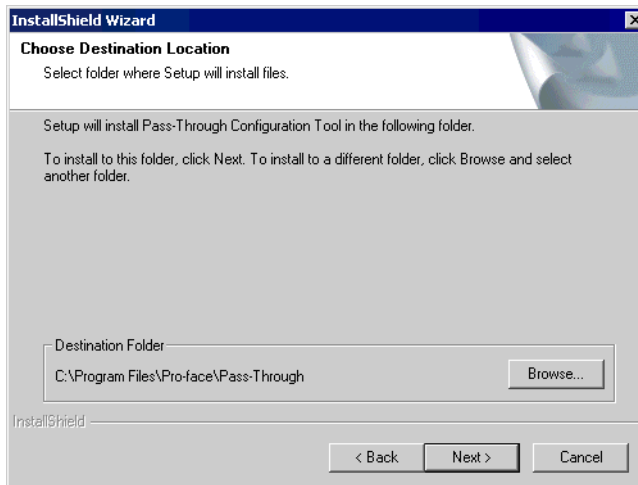 InstallShield Wizard
Choose Destination Location
Select folder where Setup will install files.
Setup will install Pass-Through Configuration Tool in the following folder.
To install to this folder, click Next. To install to a different folder, click Browse and select
another folder.
Destination Folder
C:\Program Files\Pro-face\Pass-Through
Browse...
InstallShield
< Back
Next >
Cancel